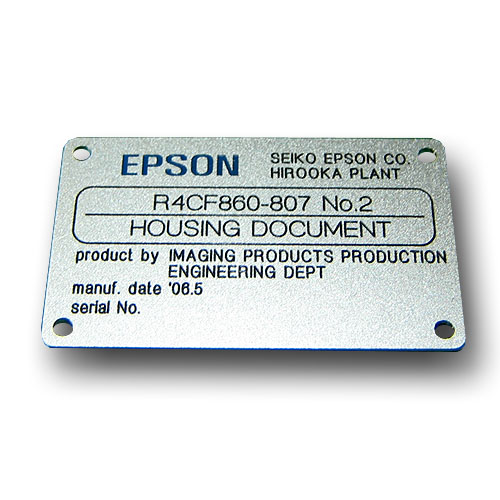 EPSON SEIKO EPSON CO.
HIROOKA PLANT
R4CF860-807 No.2
HOUSING DOCUMENT
product by IMAGING PRODUCTS PRODUCTION
ENGINEERING DEPT
manuf. date '06.5
serial No.